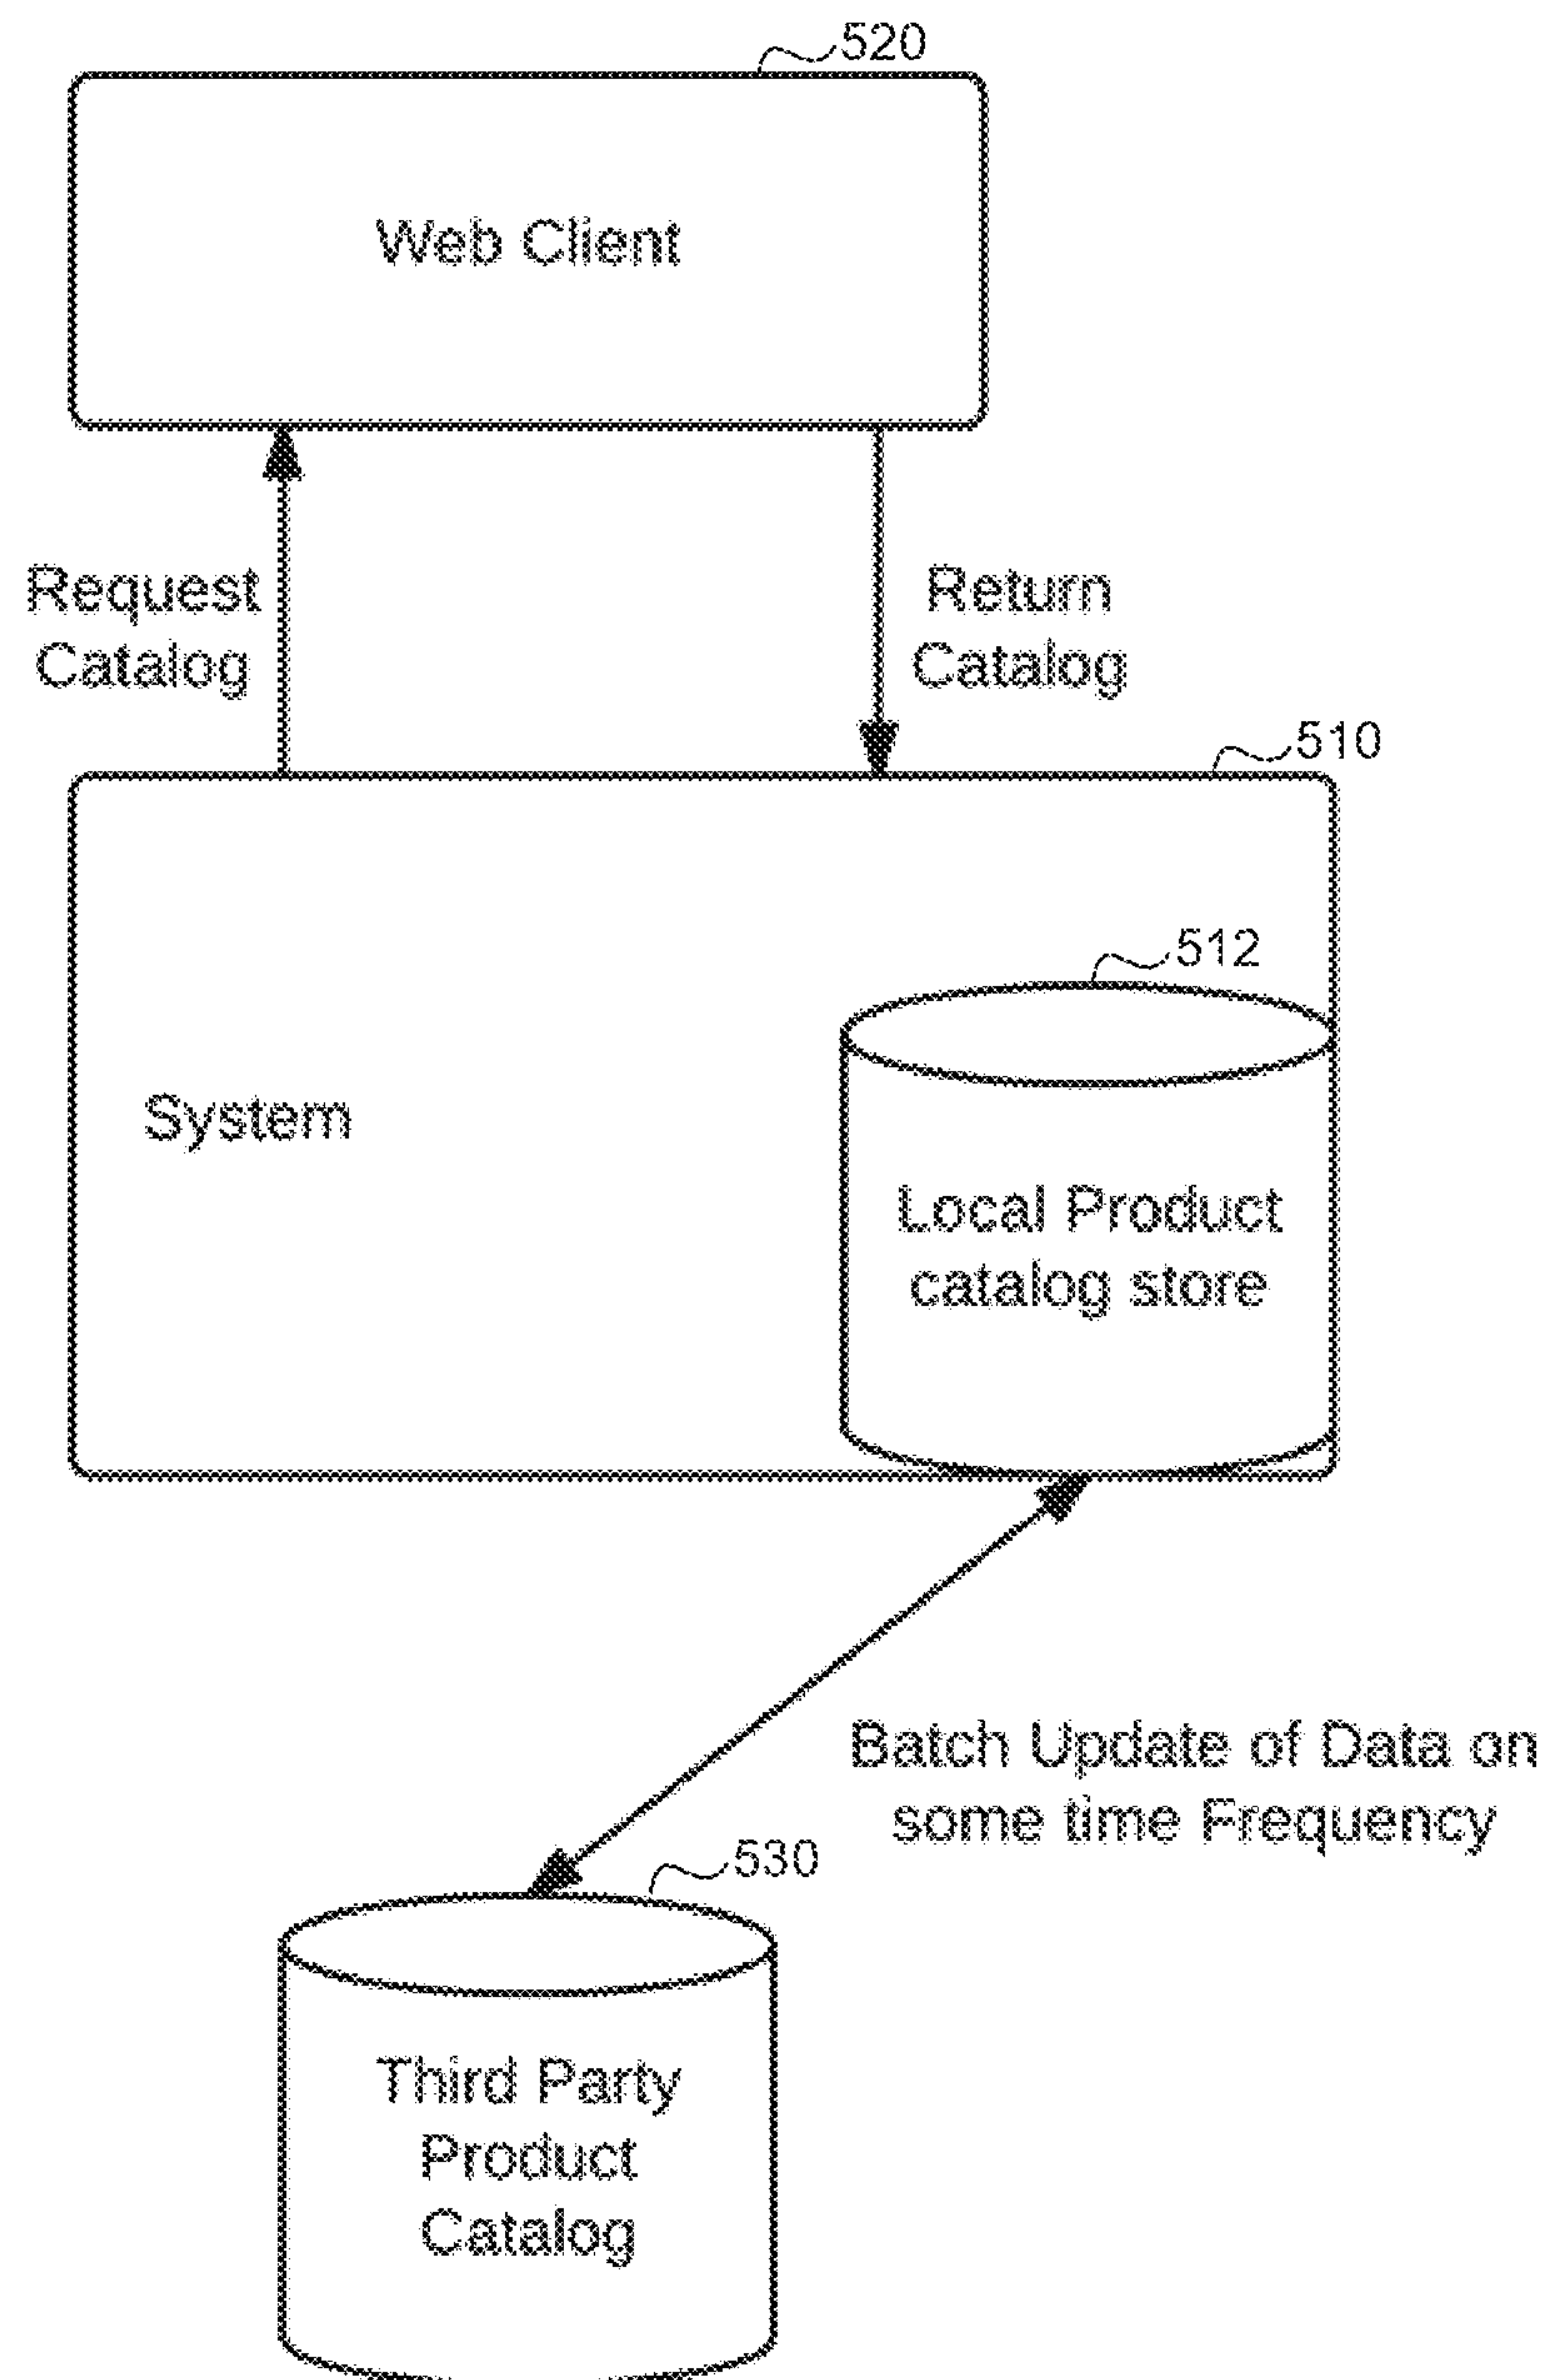 520
Web Client
Request
Catalog
Return
Catalog
510
512
System
Local Product
catalog store
Batch Update of Data on
some time Frequency
530
Third Party
Product
Catalog